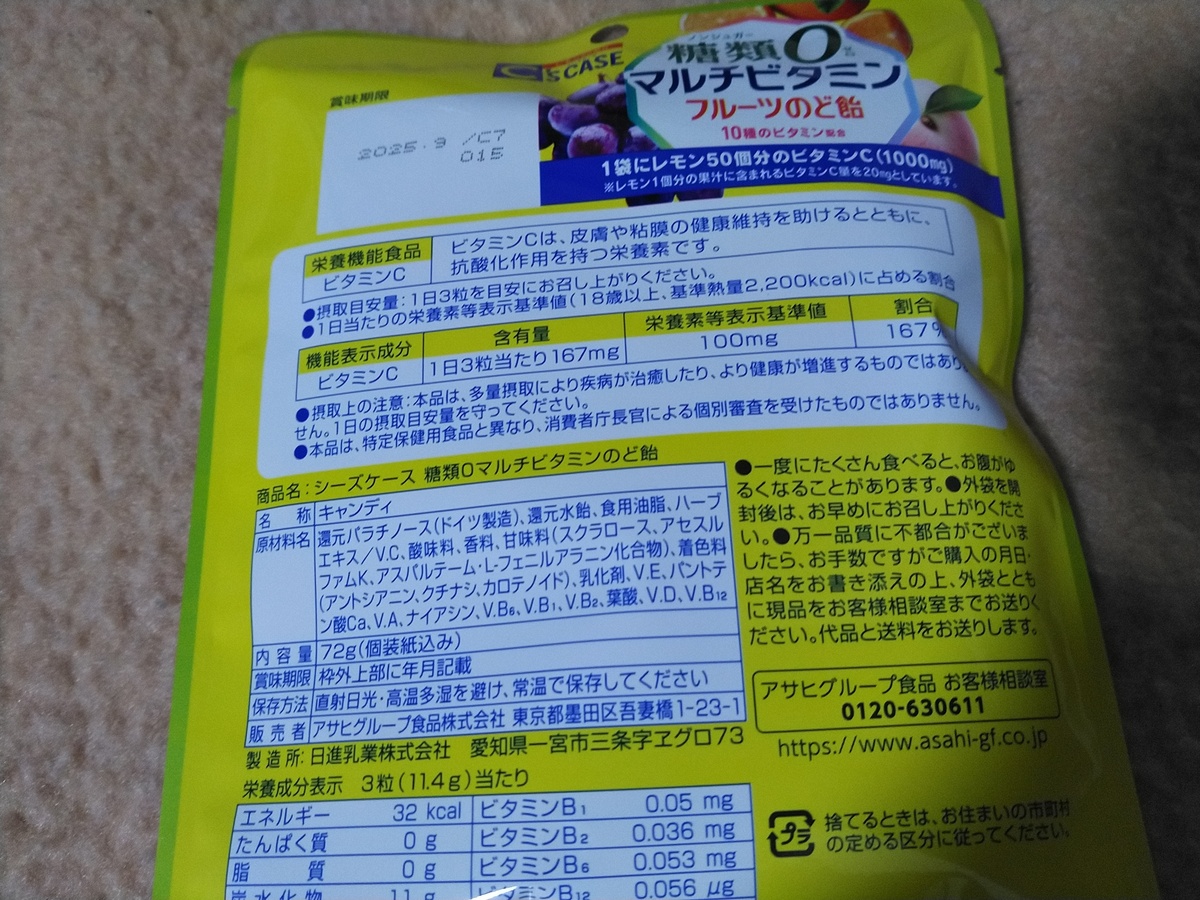 C'S CASE
ノンシュガー
糖類0
マルチビタミン
フルーツのど飴
10種のビタミン配合
1袋にレモン50個分のビタミンC(1000mg)
※レモン1個分の果汁に含まれるビタミンC量を20mgとしています。
賞味期限
2025.9 /C7
015
栄養機能食品
ビタミンC
ビタミンCは、皮膚や粘膜の健康維持を助けるとともに、
抗酸化作用を持つ栄養素です。
●摂取目安量:1日3粒を目安にお召し上がりください。
●1日当たりの栄養素等表示基準値(18歳以上、基準熱量2,200kcal)に占める割合
機能表示成分 含有量 栄養素等表示基準値 割合
ビタミンC 1日3粒当たり167mg 100mg 167%
●摂取上の注意:本品は、多量摂取により疾病が治癒したり、より健康が増進するものではあり
せん。1日の摂取目安量を守ってください。
●本品は、特定保健用食品と異なり、消費者庁長官による個別審査を受けたものではありません。
商品名:シーズケース 糖類0マルチビタミンのど飴
名称 キャンディ
原材料名 還元パラチノース(ドイツ製造)、還元水飴、食用油脂、ハーブ
エキス/V.C、酸味料、香料、甘味料(スクラロース、アセスル
ファムK、アスパルテーム・L-フェニルアラニン化合物)、着色料
(アントシアニン、クチナシ、カロテノイド)、乳化剤、V.E、パントテ
ン酸Ca、V.A、ナイアシン、V.B6、V.B1、V.B2、葉酸、V.D、V.B12
内容量 72g(個装紙込み)
賞味期限 枠外上部に年月記載
保存方法 直射日光・高温多湿を避け、常温で保存してください
販売者 アサヒグループ食品株式会社 東京都墨田区吾妻橋1-23-1
製造所:日進乳業株式会社 愛知県一宮市三条字ヱグロ73
栄養成分表示 3粒(11.4g)当たり
エネルギー 32 kcal ビタミンB1 0.05 mg
たんぱく質 0 g ビタミンB2 0.036 mg
脂質 0 g ビタミンB6 0.053 mg
炭水化物 11 g ビタミンB12 0.056 μg
●一度にたくさん食べると、お腹がゆ
るくなることがあります。●外袋を開
封後は、お早めにお召し上がりくださ
い。●万一品質に不都合がございま
したら、お手数ですがご購入の月日・
店名をお書き添えの上、外袋ととも
に現品をお客様相談室までお送りく
ださい。代品と送料をお送りします。
アサヒグループ食品 お客様相談室
0120-630611
https://www.asahi-gf.co.jp
プラ
捨てるときは、お住まいの市町村
の定める区分に従ってください。